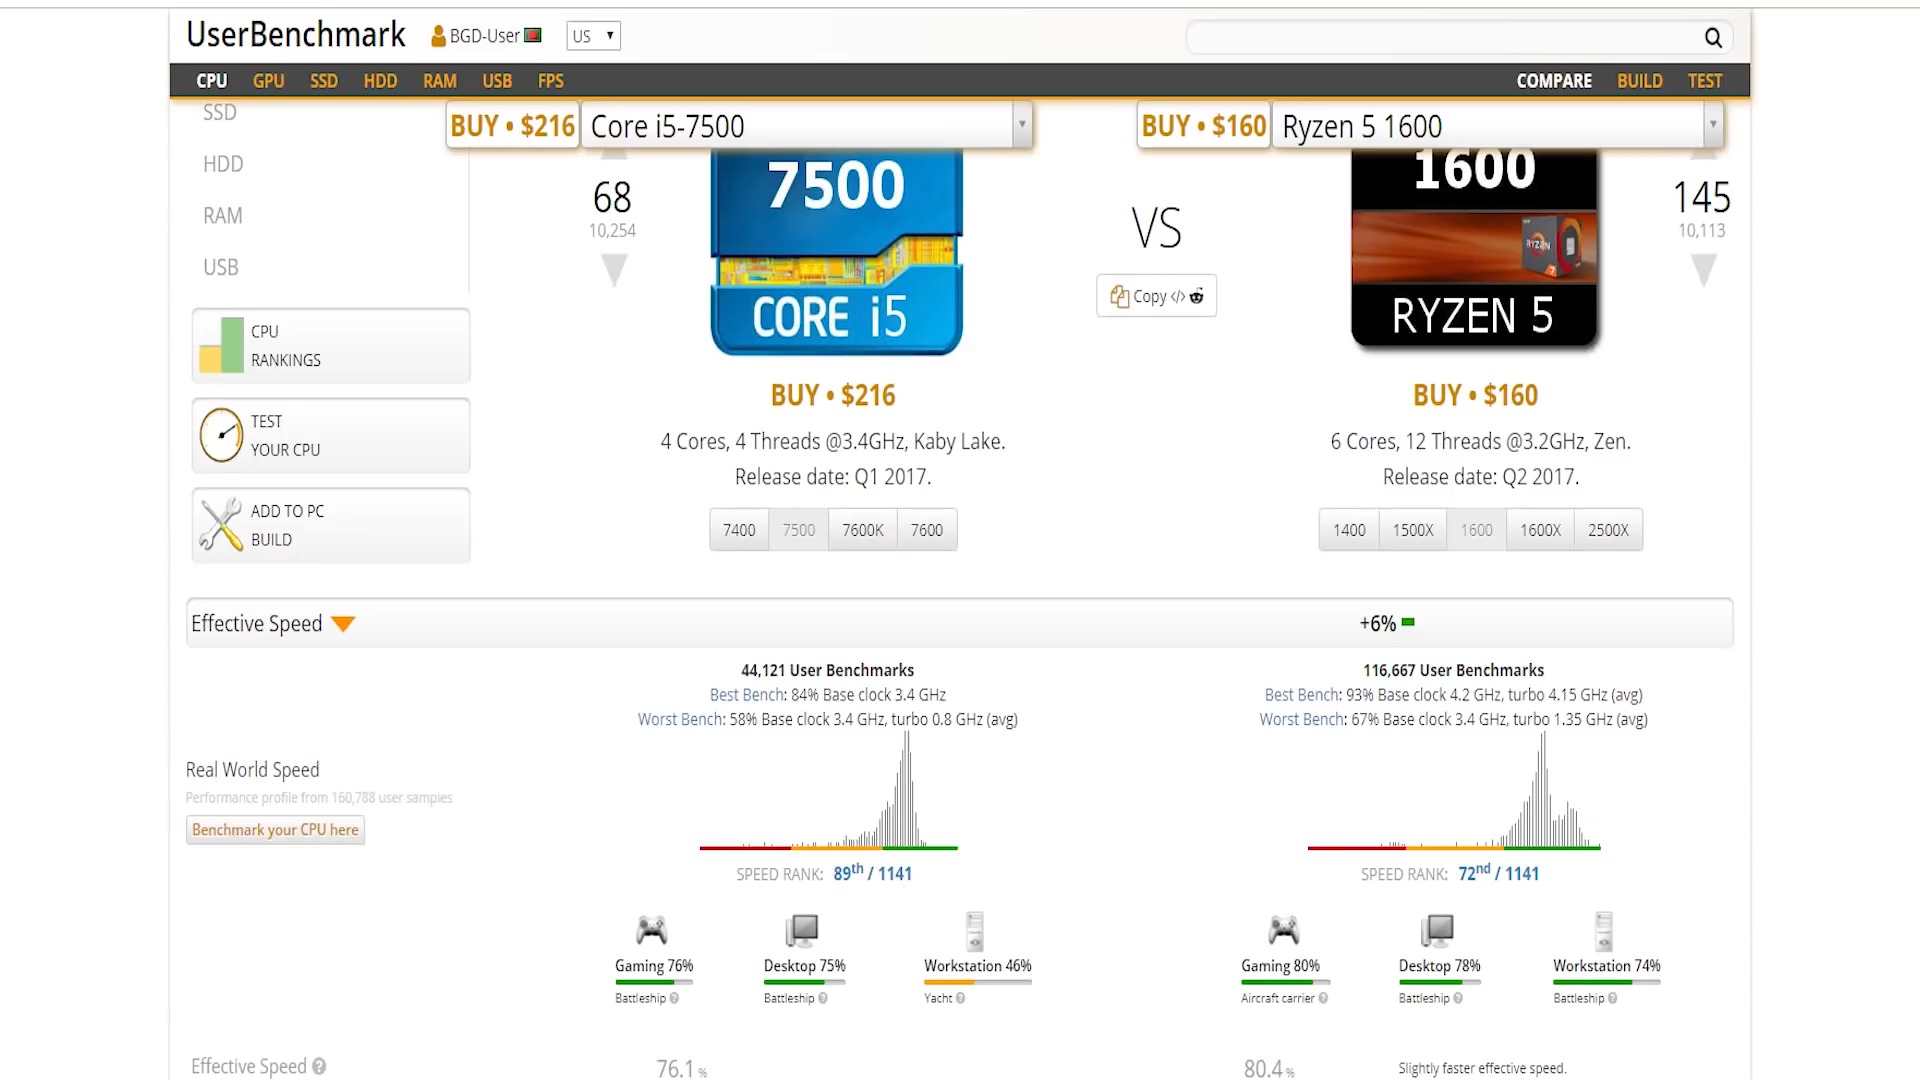 UserBenchmark BGD-User US
CPU GPU SSD HDD RAM USB FPS COMPARE BUILD TEST
SSD
HDD
RAM
USB
CPU
RANKINGS
TEST
YOUR CPU
ADD TO PC
BUILD
BUY • $216 Core i5-7500
BUY • $160 Ryzen 5 1600
68
10,254
7500
CORE i5
VS
Copy </>
1600
RYZEN
7
RYZEN 5
145
10,113
BUY • $216
4 Cores, 4 Threads @3.4GHz, Kaby Lake.
Release date: Q1 2017.
7400 7500 7600K 7600
BUY • $160
6 Cores, 12 Threads @3.2GHz, Zen.
Release date: Q2 2017.
1400 1500X 1600 1600X 2500X
Effective Speed +6%
Real World Speed
Performance profile from 160,788 user samples
Benchmark your CPU here
44,121 User Benchmarks
Best Bench: 84% Base clock 3.4 GHz
Worst Bench: 58% Base clock 3.4 GHz, turbo 0.8 GHz (avg)
SPEED RANK: 89th / 1141
Gaming 76% Desktop 75% Workstation 46%
Battleship ? Battleship ? Yacht ?
116,667 User Benchmarks
Best Bench: 93% Base clock 4.2 GHz, turbo 4.15 GHz (avg)
Worst Bench: 67% Base clock 3.4 GHz, turbo 1.35 GHz (avg)
SPEED RANK: 72nd / 1141
Gaming 80% Desktop 78% Workstation 74%
Aircraft carrier ? Battleship ? Battleship ?
Effective Speed ? 76.1 % 80.4 % Slightly faster effective speed.